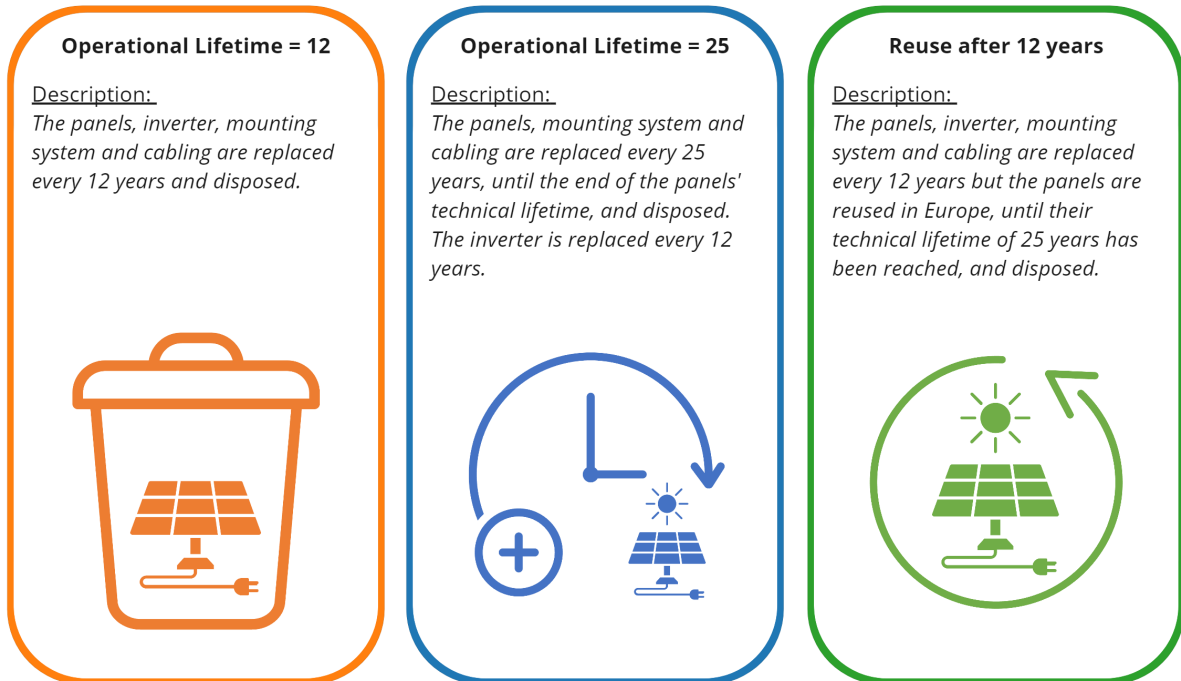 Operational Lifetime = 12
Description:
The panels, inverter, mounting
system and cabling are replaced
every 12 years and disposed.
Operational Lifetime = 25
Description:
The panels, mounting system and
cabling are replaced every 25
years, until the end of the panels'
technical lifetime, and disposed.
The inverter is replaced every 12
years.
Reuse after 12 years
Description:
The panels, inverter, mounting
system and cabling are replaced
every 12 years but the panels are
reused in Europe, until their
technical lifetime of 25 years has
been reached, and disposed.